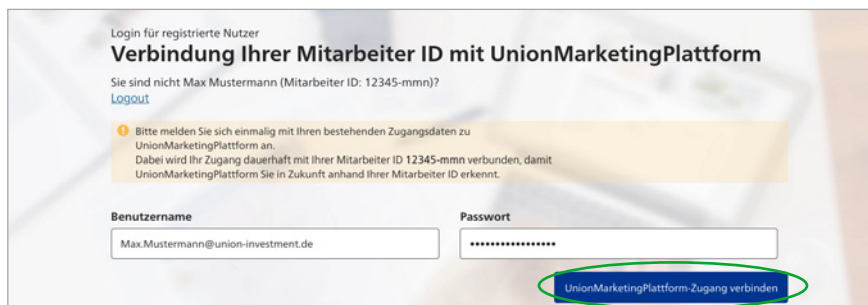 Login für registrierte Nutzer
Verbindung Ihrer Mitarbeiter ID mit UnionMarketingPlattform
Sie sind nicht Max Mustermann (Mitarbeiter ID: 12345-mmn)?
Logout
Bitte melden Sie sich einmalig mit Ihren bestehenden Zugangsdaten zu
UnionMarketingPlattform an.
Dabei wird Ihr Zugang dauerhaft mit Ihrer Mitarbeiter ID 12345-mmn verbunden, damit
UnionMarketingPlattform Sie in Zukunft anhand Ihrer Mitarbeiter ID erkennt.
Benutzername
Passwort
Max.Mustermann@union-investment.de
•••••••••••••••••
UnionMarketingPlattform-Zugang verbinden